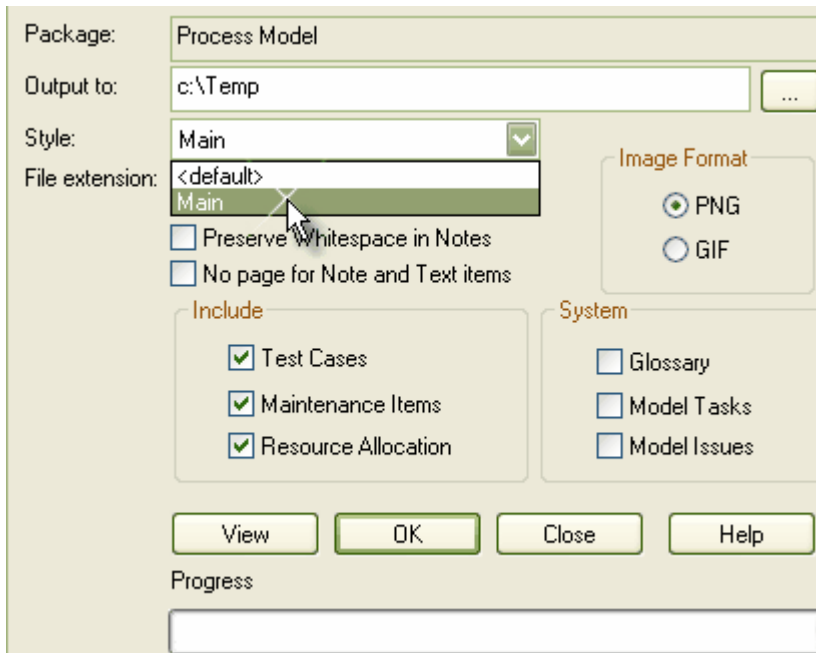 Package: Process Model
Output to: c:\Temp ...
Style: Main
File extension: <default>
Main
Image Format
PNG
GIF
Preserve Whitespace in Notes
No page for Note and Text items
Include
System
Test Cases
Glossary
Maintenance Items
Model Tasks
Resource Allocation
Model Issues
View OK Close Help
Progress